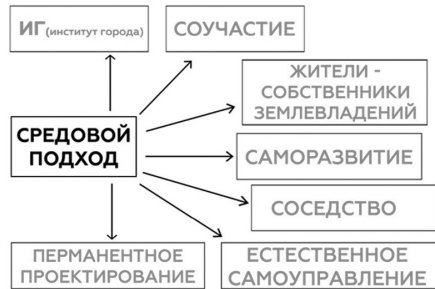 ИГ (институт города)
СОУЧАСТИЕ
ЖИТЕЛИ -
СОБСТВЕННИКИ
ЗЕМЛЕВЛАДЕНИЙ
СРЕДОВОЙ
ПОДХОД
САМОРАЗВИТИЕ
СОСЕДСТВО
ПЕРМАНЕНТНОЕ
ПРОЕКТИРОВАНИЕ
ЕСТЕСТВЕННОЕ
САМОУПРАВЛЕНИЕ